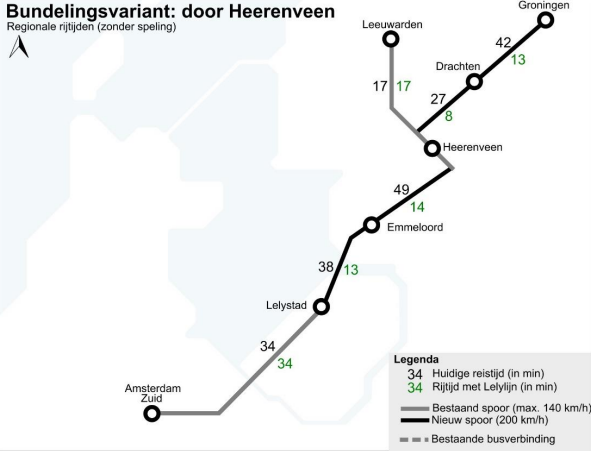 Bundelingsvariant: door Heerenveen
Regionale rijtijden (zonder speling)
Groningen
Leeuwarden
42
13
Drachten
17 17
27
8
Heerenveen
49
14
Emmeloord
38 13
Lelystad
34
34
Amsterdam
Zuid
Legenda
34 Huidige reistijd (in min)
34 Rijtijd met Lelylijn (in min)
Bestaand spoor (max. 140 km/h)
Nieuw spoor (200 km/h)
Bestaande busverbinding